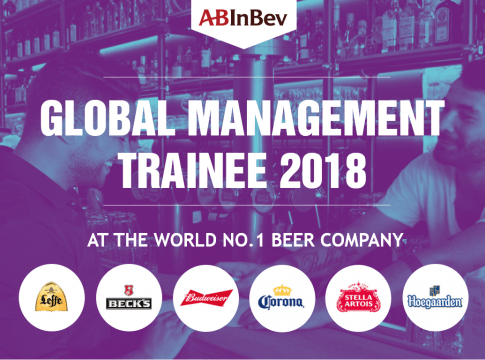 ABInBev
GLOBAL MANAGEMENT
TRAINEE 2018
AT THE WORLD NO.1 BEER COMPANY
Leffe
BECK'S
Budweiser
Corona
STELLA
ARTOIS
Hoegaarden